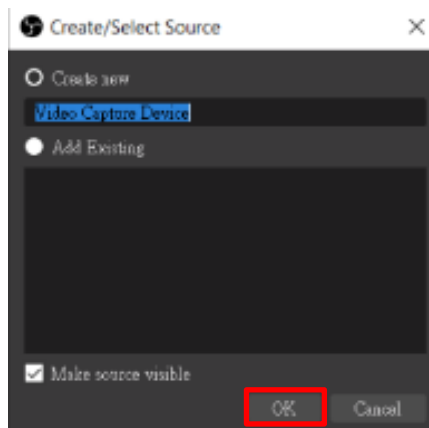 Create/Select Source
Create new
Video Capture Device
Add Existing
Make source visible
OK Cancel